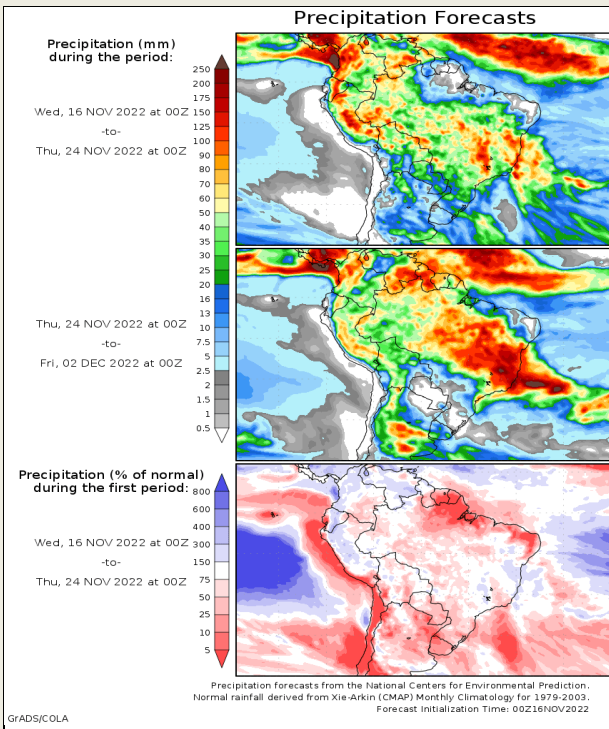 Precipitation Forecasts
Precipitation (mm)
during the period:
Wed, 16 NOV 2022 at 00Z
-to-
Thu, 24 NOV 2022 at 00Z
250
200
175
150
125
100
90
80
70
60
50
40
35
30
25
20
16
13
10
7.5
5
2.5
2
1.5
1
0.5
Thu, 24 NOV 2022 at 00Z
-to-
Fri, 02 DEC 2022 at 00Z
Precipitation (% of normal)
during the first period:
Wed, 16 NOV 2022 at 00Z
-to-
Thu, 24 NOV 2022 at 00Z
800
600
400
300
150
75
50
25
10
5
Precipitation forecasts from the National Centers for Environmental Prediction.
Normal rainfall derived from Xie-Arkin (CMAP) Monthly Climatology for 1979-2003.
Forecast Initialization Time: 00Z16NOV2022
GrADS/COLA